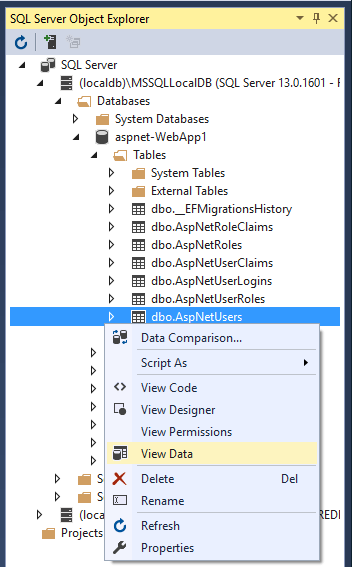 SQL Server Object Explorer
SQL Server
(localdb)\MSSQLLocalDB (SQL Server 13.0.1601 - 
Databases
System Databases
aspnet-WebApp1
Tables
System Tables
External Tables
dbo.__EFMigrationsHistory
dbo.AspNetRoleClaims
dbo.AspNetRoles
dbo.AspNetUserClaims
dbo.AspNetUserLogins
dbo.AspNetUserRoles
dbo.AspNetUsers
Data Comparison...
Script As
View Code
View Designer
View Permissions
View Data
Delete Del
Rename
Refresh
Properties
S
S
(loca
Projects